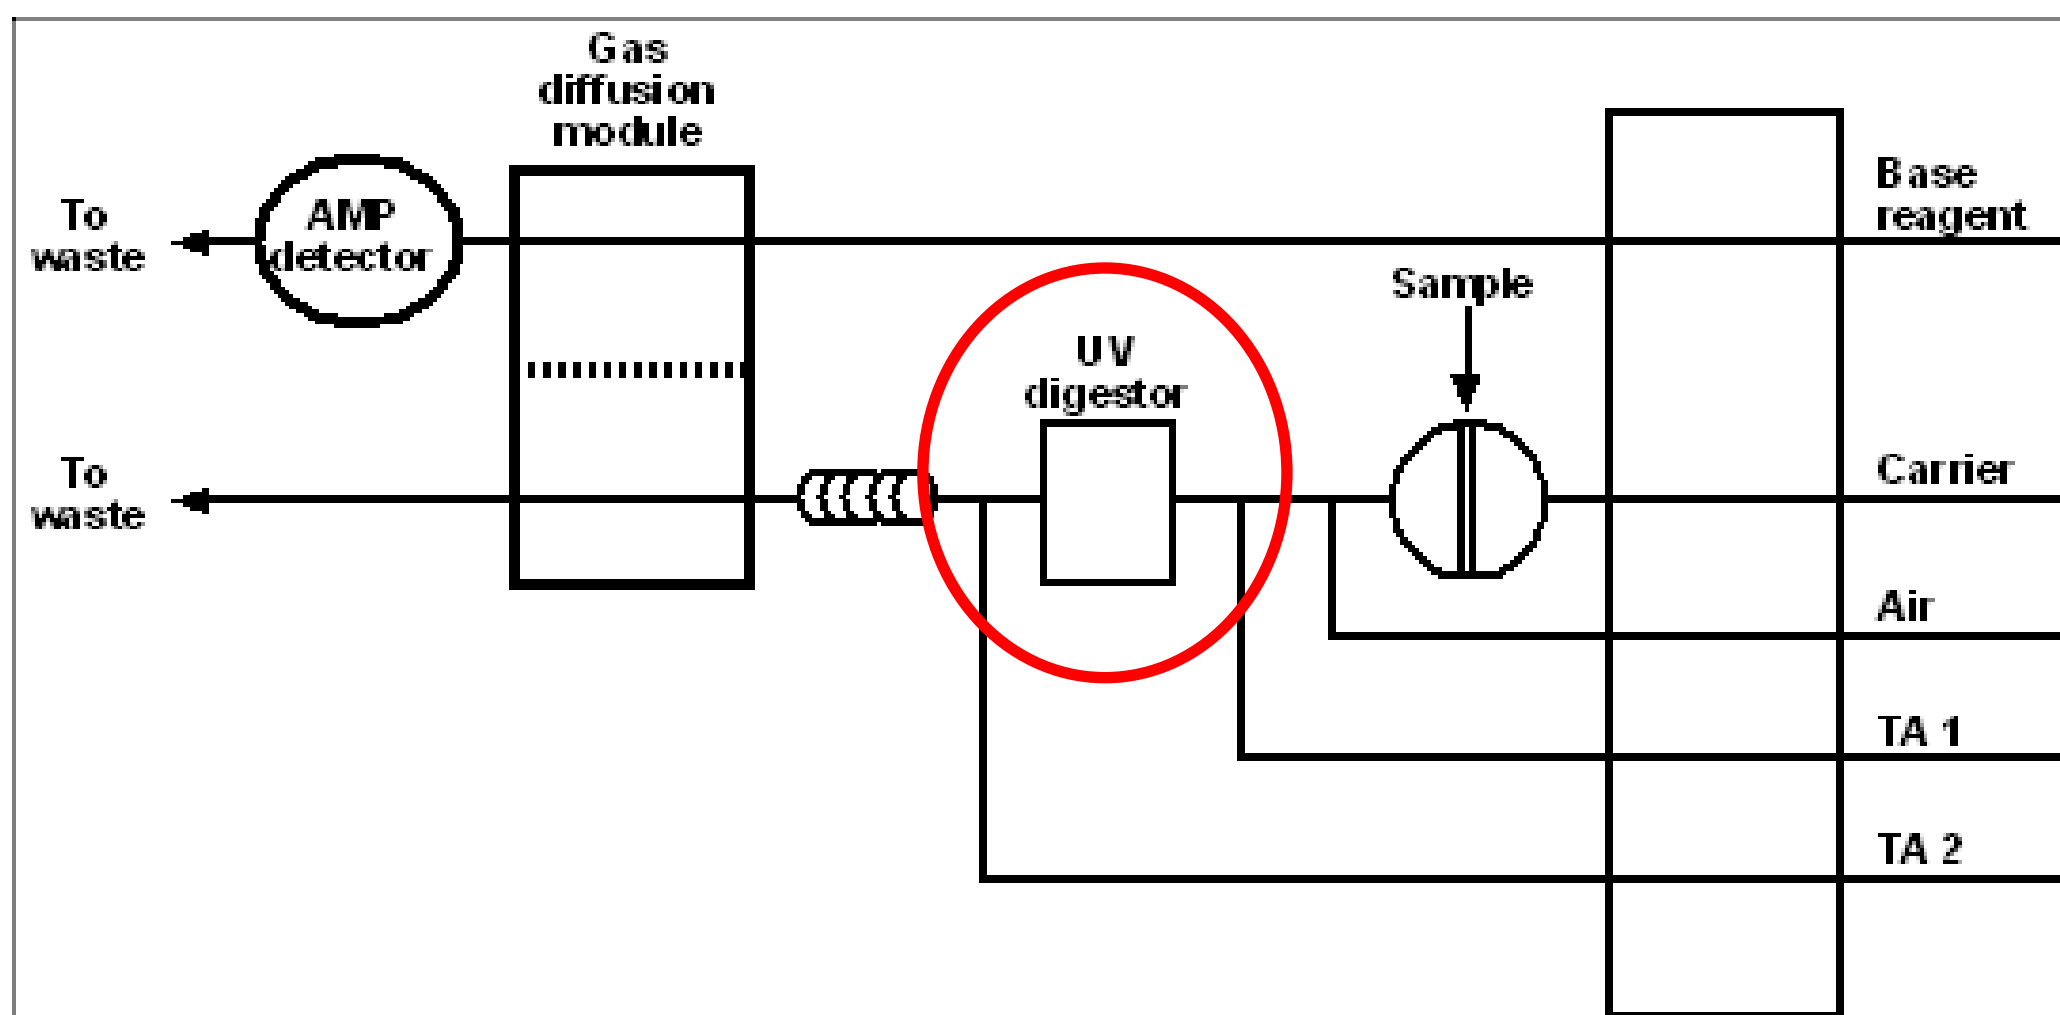 Gas
diffusion
module
To
waste
AMP
detector
Base
reagent
Sample
UV
digestor
To
waste
Carrier
Air
TA 1
TA 2